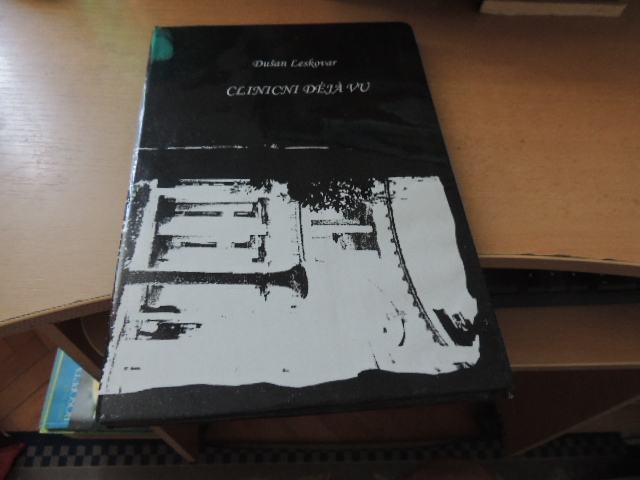 Dušan Leskovar
CLINICNI DÉJÀ VU